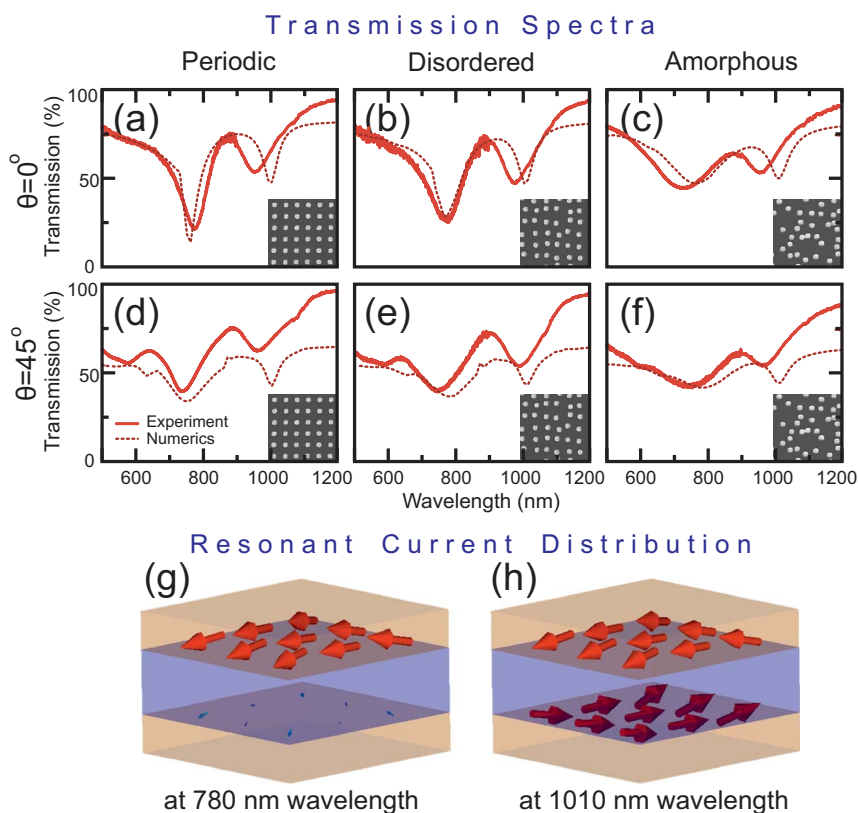 Transmission Spectra
Periodic Disordered Amorphous
θ=0°
Transmission (%)
100
50
0
(a) (b) (c)
θ=45°
Transmission (%)
100
50
0
(d) (e) (f)
Experiment
Numerics
600 800 1000 1200 600 800 1000 1200 600 800 1000 1200
Wavelength (nm)
Resonant Current Distribution
(g) (h)
at 780 nm wavelength at 1010 nm wavelength